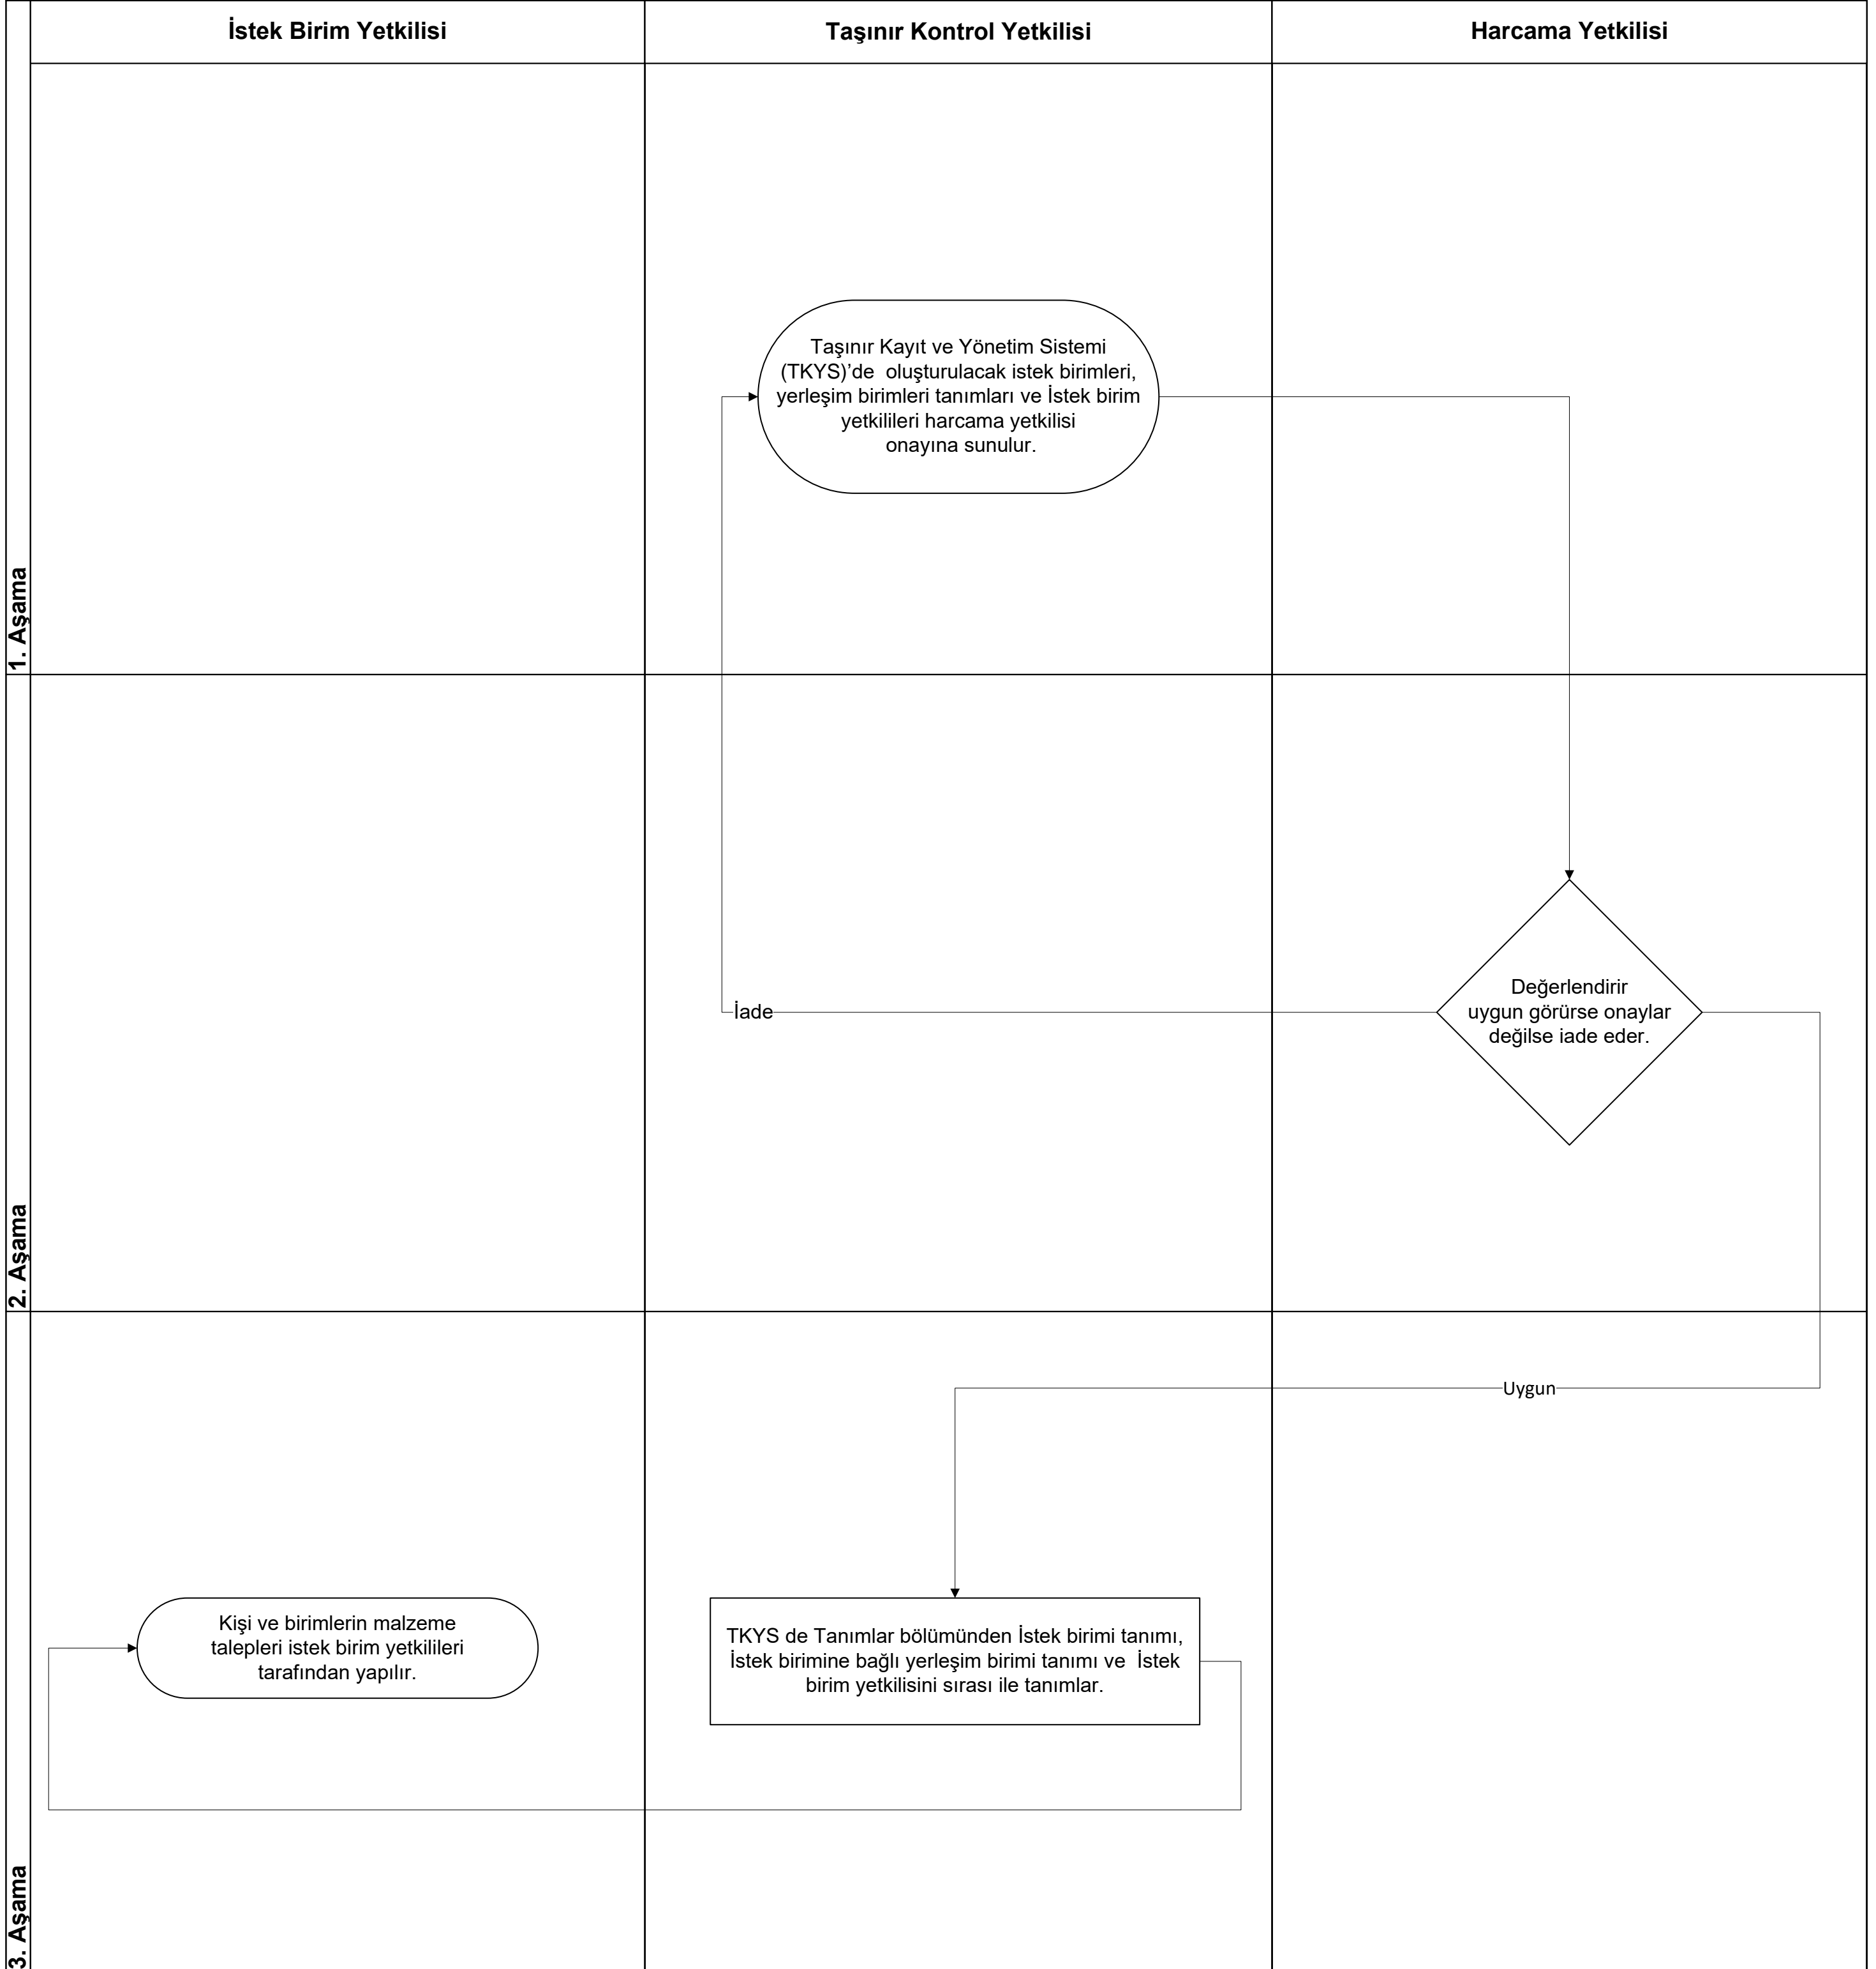 İstek Birim Yetkilisi
Taşınır Kontrol Yetkilisi
Harcama Yetkilisi
1. Aşama
Taşınır Kayıt ve Yönetim Sistemi
(TKYS)’de  oluşturulacak istek birimleri,
yerleşim birimleri tanımları ve İstek birim
yetkilileri harcama yetkilisi
onayına sunulur.
2. Aşama
İade
Değerlendirir
uygun görürse onaylar
değilse iade eder.
3. Aşama
Uygun
Kişi ve birimlerin malzeme
talepleri istek birim yetkilileri
tarafından yapılır.
TKYS de Tanımlar bölümünden İstek birimi tanımı,
İstek birimine bağlı yerleşim birimi tanımı ve  İstek
birim yetkilisini sırası ile tanımlar.